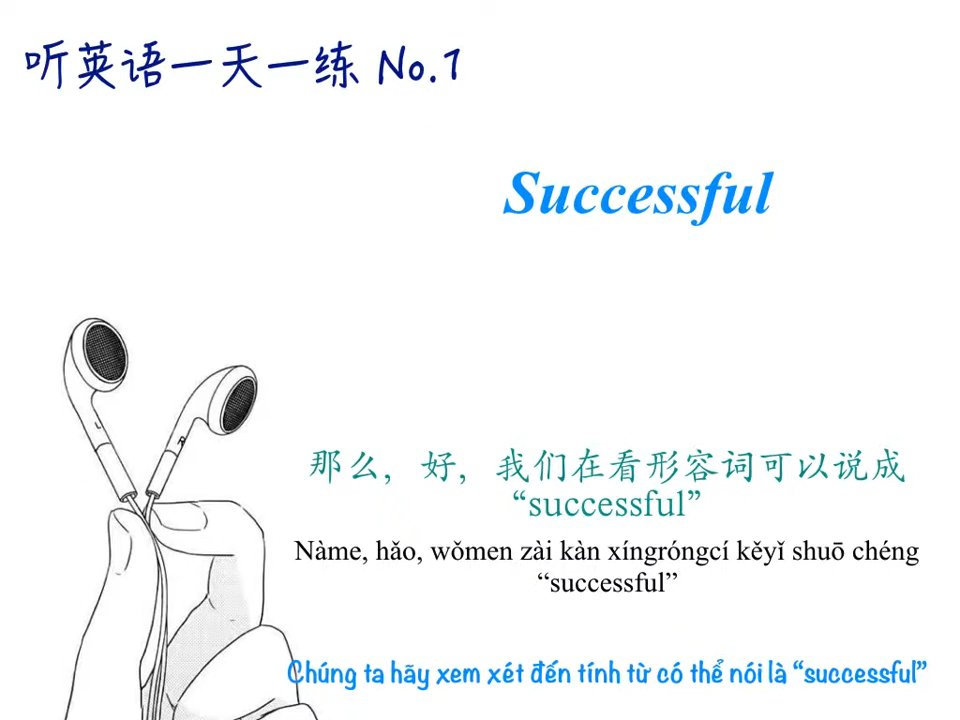 听英语一天一练 No.1
Successful
那么，好，我们在看形容词可以说成
“successful”
Nàme, hǎo, wǒmen zài kàn xíngróngcí kěyǐ shuō chéng
“successful”
Chúng ta hãy xem xét đến tính từ có thể nói là “successful”